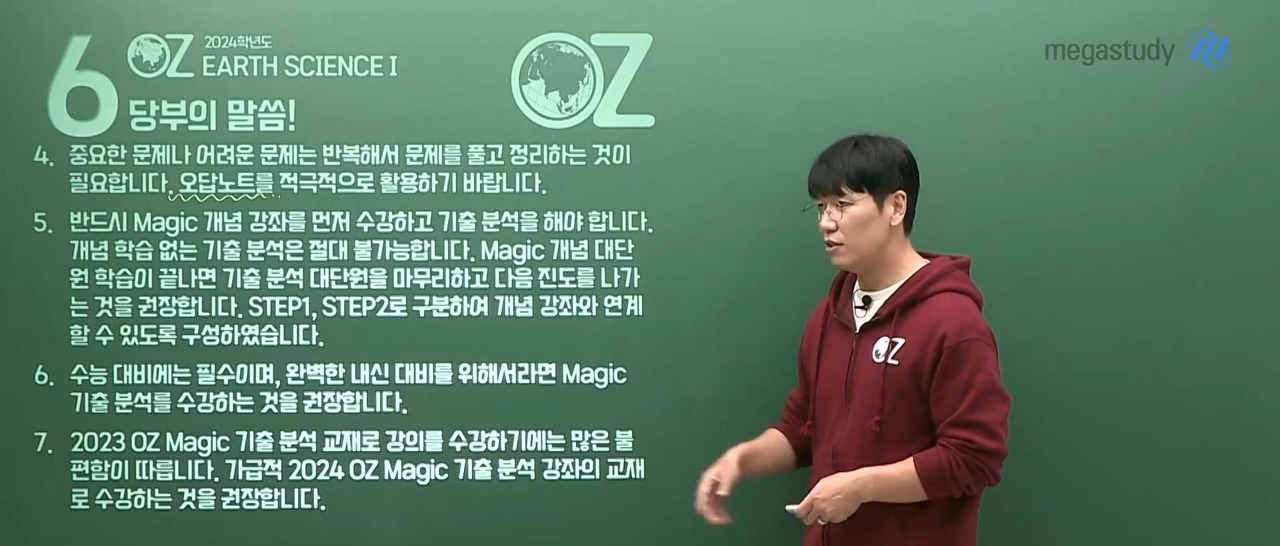 6
OZ
2024학년도
EARTH SCIENCE I
당부의 말씀!
OZ
megastudy
4. 중요한 문제나 어려운 문제는 반복해서 문제를 풀고 정리하는 것이
필요합니다. 오답노트를 적극적으로 활용하기 바랍니다.
5. 반드시 Magic 개념 강좌를 먼저 수강하고 기출 분석을 해야 합니다.
개념 학습 없는 기출 분석은 절대 불가능합니다. Magic 개념 대단
원 학습이 끝나면 기출 분석 대단원을 마무리하고 다음 진도를 나가
는 것을 권장합니다. STEP1, STEP2로 구분하여 개념 강좌와 연계
할 수 있도록 구성하였습니다.
6. 수능 대비에는 필수이며, 완벽한 내신 대비를 위해서라면 Magic
기출 분석를 수강하는 것을 권장합니다.
7. 2023 OZ Magic 기출 분석 교재로 강의를 수강하기에는 많은 불
편함이 따릅니다. 가급적 2024 OZ Magic 기출 분석 강좌의 교재
로 수강하는 것을 권장합니다.
OZ